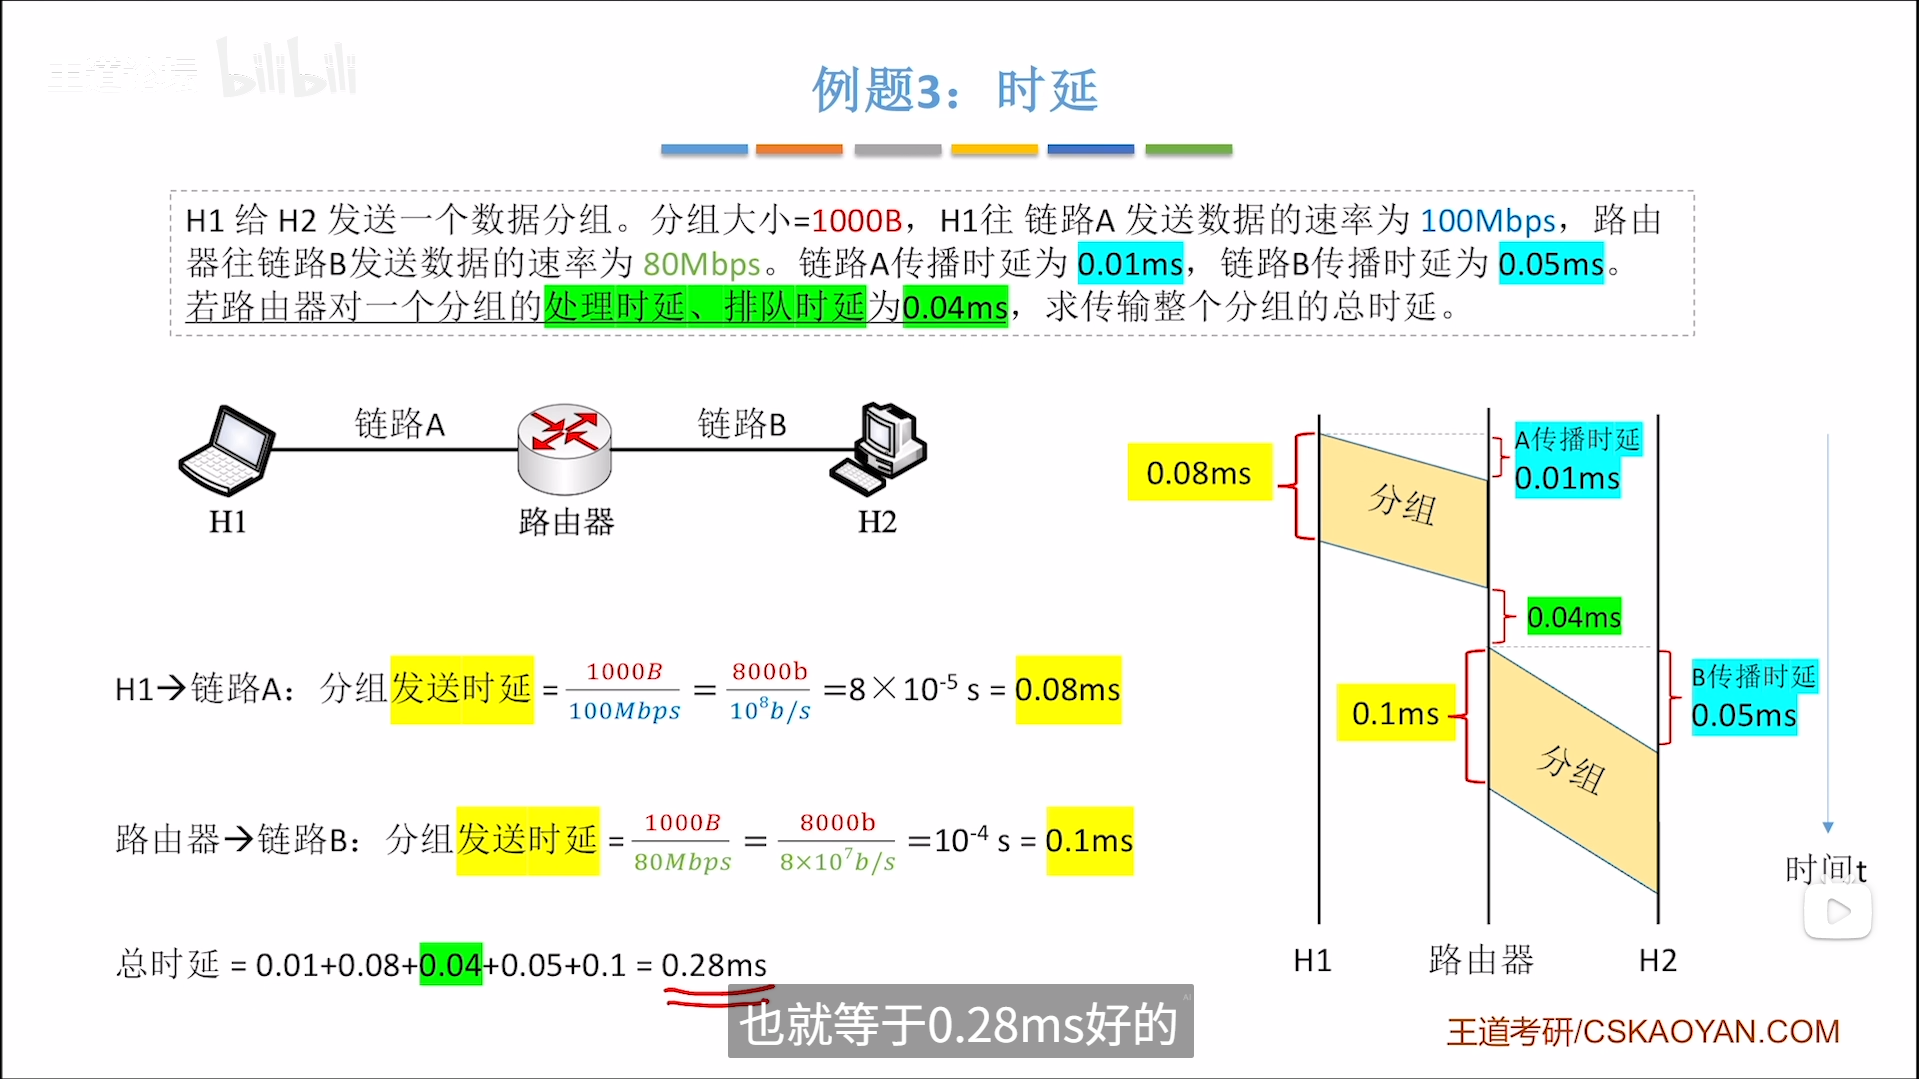 王道论坛 bilibili
例题3：时延
H1 给 H2 发送一个数据分组。分组大小=1000B，H1往 链路A 发送数据的速率为 100Mbps，路由
器往链路B发送数据的速率为 80Mbps。链路A传播时延为 0.01ms，链路B传播时延为 0.05ms。
若路由器对一个分组的处理时延、排队时延为0.04ms，求传输整个分组的总时延。
链路A
链路B
H1
路由器
H2
0.08ms
分组
A传播时延
0.01ms
0.04ms
0.1ms
分组
B传播时延
0.05ms
时间t
H1
路由器
H2
H1→链路A：分组发送时延 = 1000B/100Mbps = 8000b/10⁸b/s =8×10⁻⁵ s = 0.08ms
路由器→链路B：分组发送时延 = 1000B/80Mbps = 8000b/8×10⁷b/s =10⁻⁴ s = 0.1ms
总时延 = 0.01+0.08+0.04+0.05+0.1 = 0.28ms
也就等于0.28ms好的
AI
王道考研/CSKAOYAN.COM